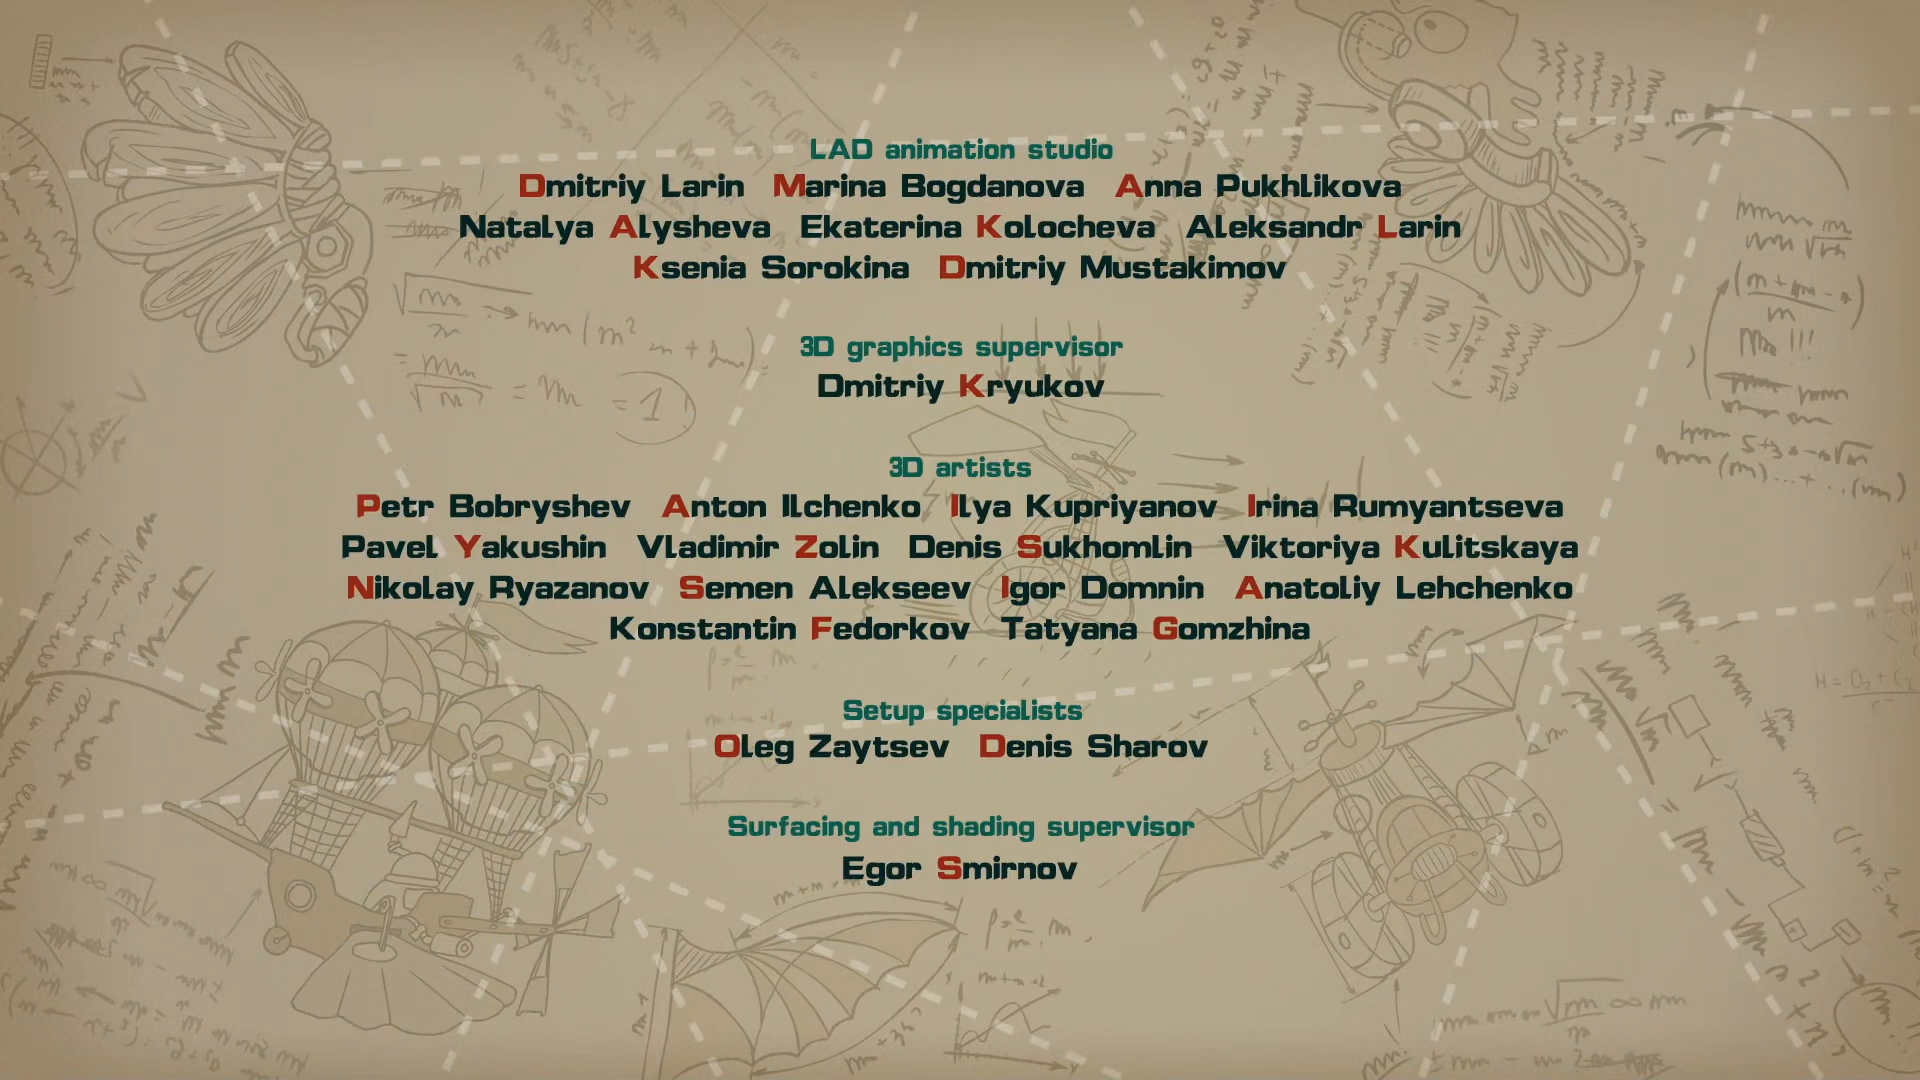 LAD animation studio
Dmitriy Larin Marina Bogdanova Anna Pukhlikova
Natalya Alysheva Ekaterina Kolocheva Aleksandr Larin
Ksenia Sorokina Dmitriy Mustakimov
3D graphics supervisor
Dmitriy Kryukov
3D artists
Petr Bobryshev Anton Ilchenko Ilya Kupriyanov Irina Rumyantseva
Pavel Yakushin Vladimir Zolin Denis Sukhomlin Viktoriya Kulitskaya
Nikolay Ryazanov Semen Alekseev Igor Domnin Anatoliy Lehchenko
Konstantin Fedorkov Tatyana Gomzhina
Setup specialists
Oleg Zaytsev Denis Sharov
Surfacing and shading supervisor
Egor Smirnov